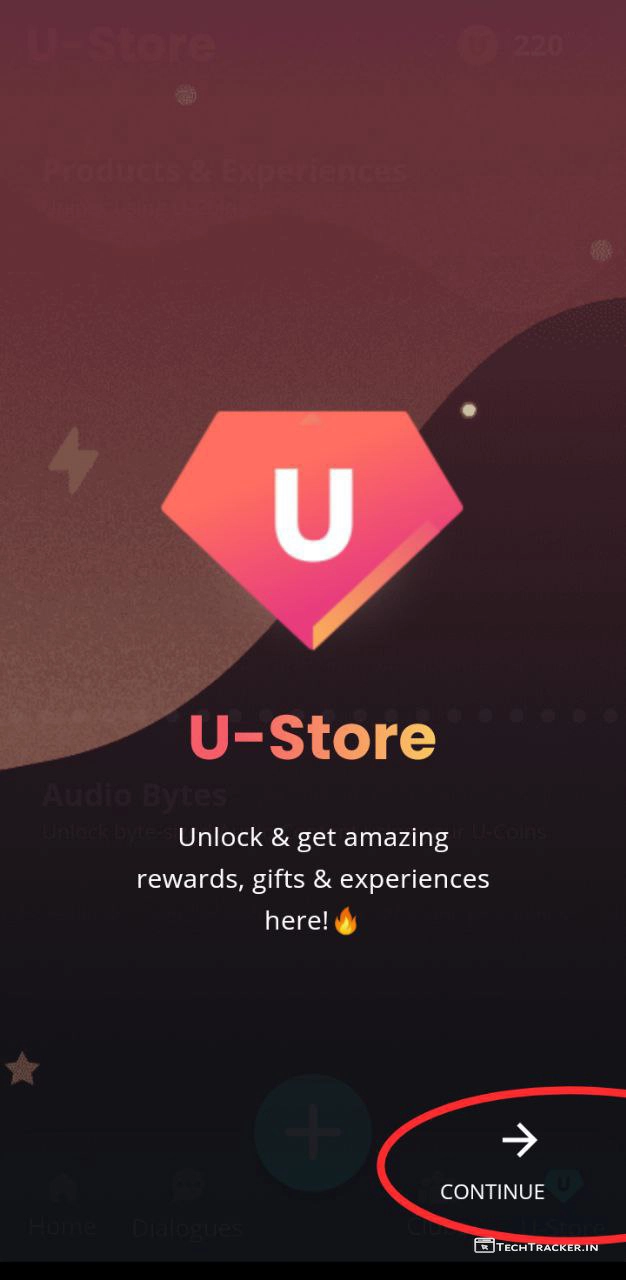 U-Store
220
Products & Experiences
U
U-Store
Audio Bytes
Unlock & get amazing
rewards, gifts & experiences
here!🔥
CONTINUE
Home
Dialogues
U-Store
TECHTRACKER.IN